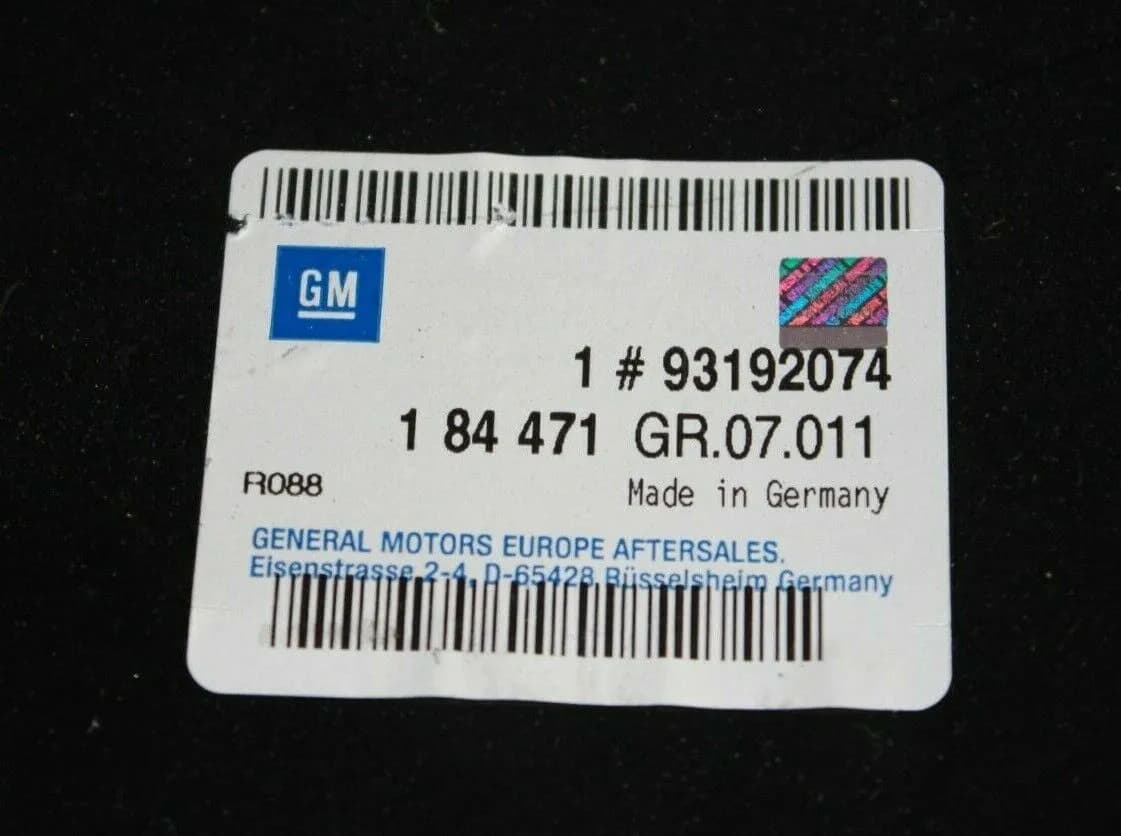 GM
1 # 93192074
1 84 471 GR.07.011
R088
Made in Germany
GENERAL MOTORS EUROPE AFTERSALES.
Eisenstrasse 2-4, D-65428 Rüsselsheim Germany